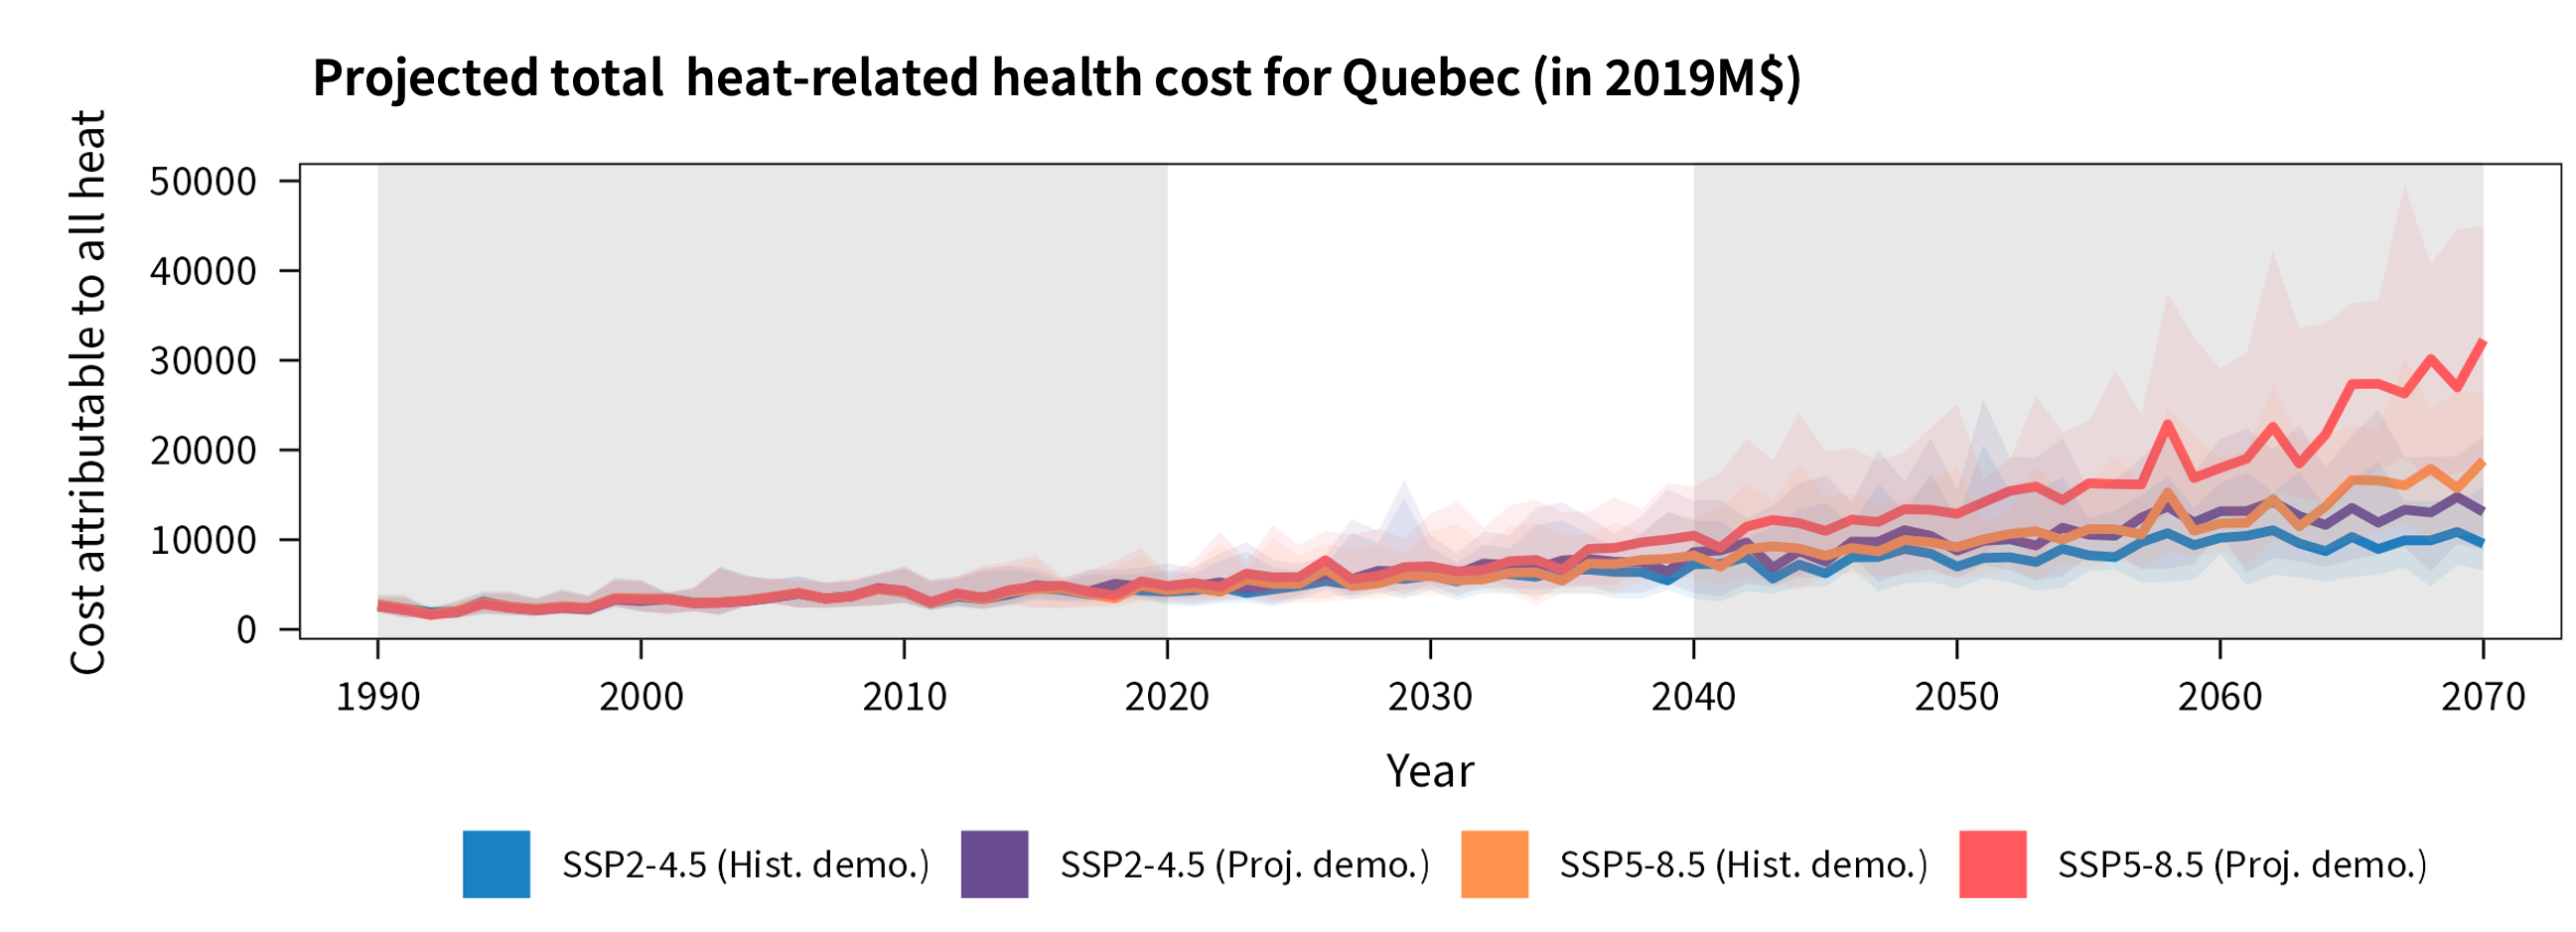 Projected total  heat-related health cost for Quebec (in 2019M$)
Cost attributable to all heat
50000
40000
30000
20000
10000
0
1990 2000 2010 2020 2030 2040 2050 2060 2070
Year
SSP2-4.5 (Hist. demo.) SSP2-4.5 (Proj. demo.) SSP5-8.5 (Hist. demo.) SSP5-8.5 (Proj. demo.)